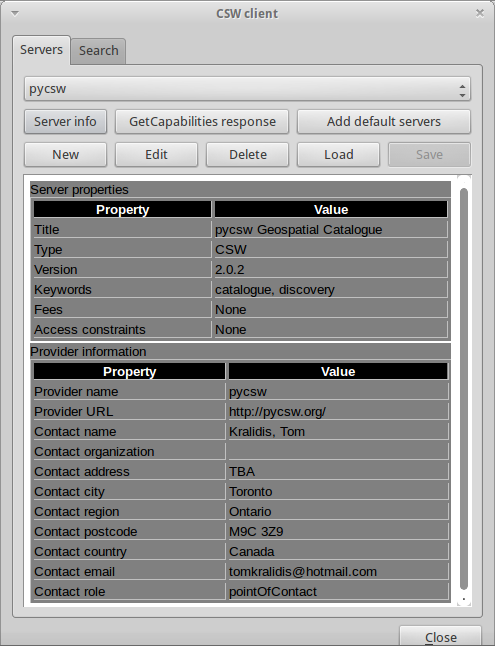 CSW client
Servers Search
pycsw
Server info GetCapabilities response Add default servers
New Edit Delete Load Save
Server properties
Property Value
Title pycsw Geospatial Catalogue
Type CSW
Version 2.0.2
Keywords catalogue, discovery
Fees None
Access constraints None
Provider information
Property Value
Provider name pycsw
Provider URL http://pycsw.org/
Contact name Kralidis, Tom
Contact organization
Contact address TBA
Contact city Toronto
Contact region Ontario
Contact postcode M9C 3Z9
Contact country Canada
Contact email tomkralidis@hotmail.com
Contact role pointOfContact
Close